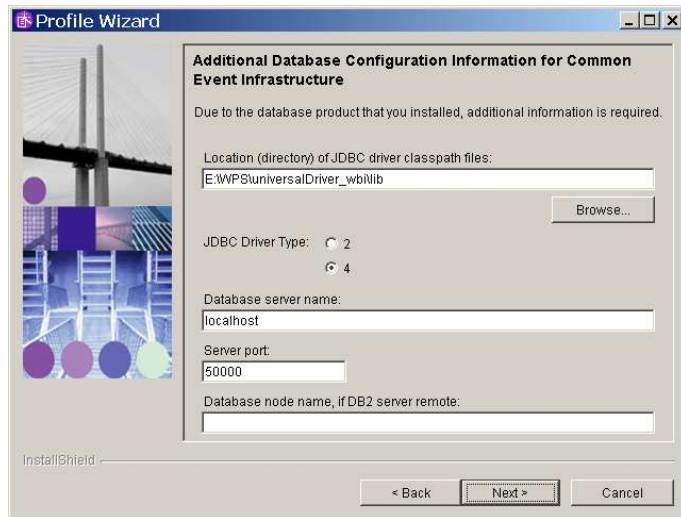 Profile Wizard
Additional Database Configuration Information for Common
Event Infrastructure
Due to the database product that you installed, additional information is required.
Location (directory) of JDBC driver classpath files:
E:\WPS\universalDriver_wbi\lib
Browse...
JDBC Driver Type:
2
4
Database server name:
localhost
Server port:
50000
Database node name, if DB2 server remote:
InstallShield
< Back
Next >
Cancel